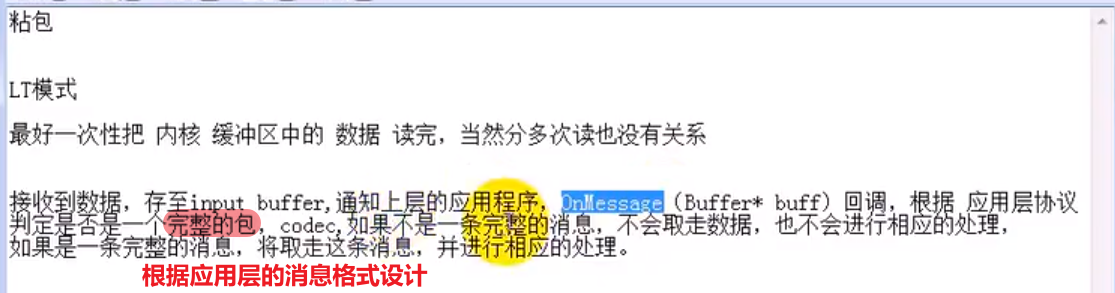 粘包
LT模式
最好一次性把 内核 缓冲区中的 数据 读完，当然分多次读也没有关系
接收到数据，存至input buffer,通知上层的应用程序，OnMessage（Buffer* buff）回调，根据 应用层协议
判定是否是一个完整的包，codec,如果不是一条完整的消息，不会取走数据，也不会进行相应的处理，
如果是一条完整的消息，将取走这条消息，并进行相应的处理。
根据应用层的消息格式设计